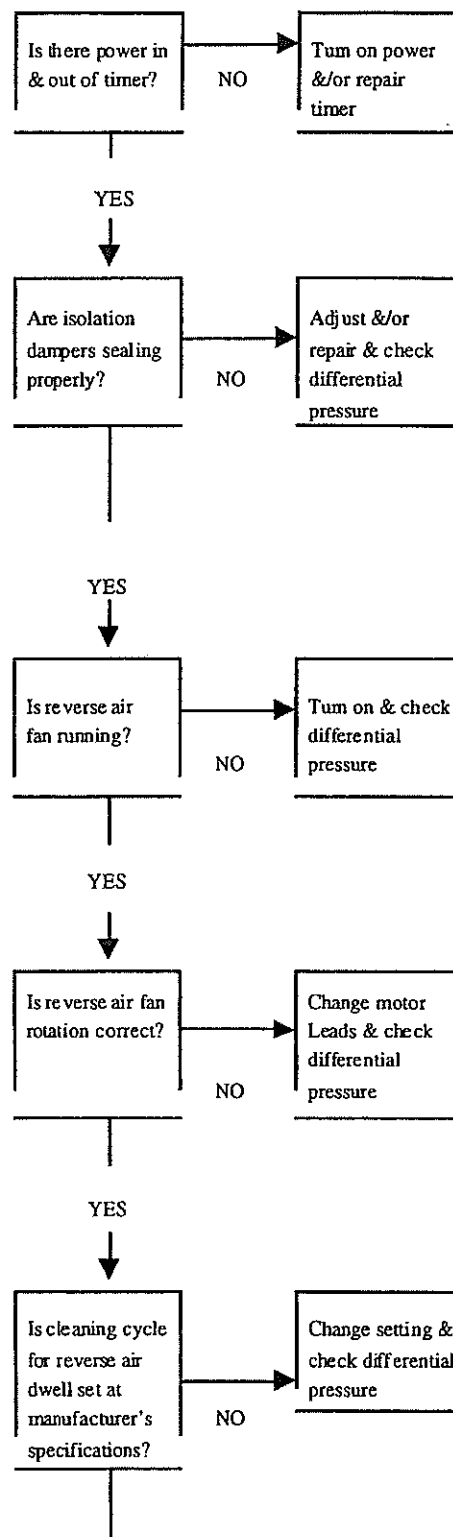 Is there power in
& out of timer?
NO
Turn on power
&/or repair
timer
YES
Are isolation
dampers sealing
properly?
NO
Adjust &/or
repair & check
differential
pressure
YES
Is reverse air
fan running?
NO
Turn on & check
differential
pressure
YES
Is reverse air fan
rotation correct?
NO
Change motor
Leads & check
differential
pressure
YES
Is cleaning cycle
for reverse air
dwell set at
manufacturer's
specifications?
NO
Change setting &
check differential
pressure